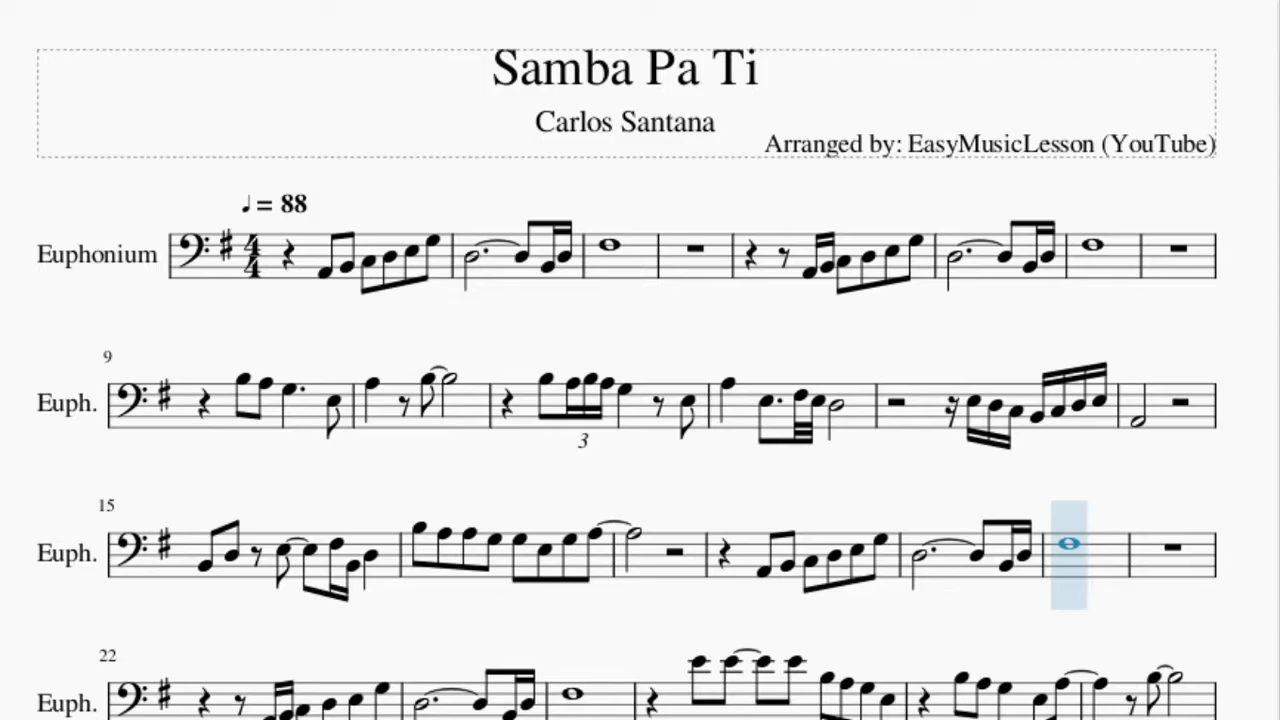 Samba Pa Ti
Carlos Santana
Arranged by: EasyMusicLesson (YouTube)
♩ = 88
Euphonium
4
4
9
Euph.
3
15
Euph.
22
Euph.